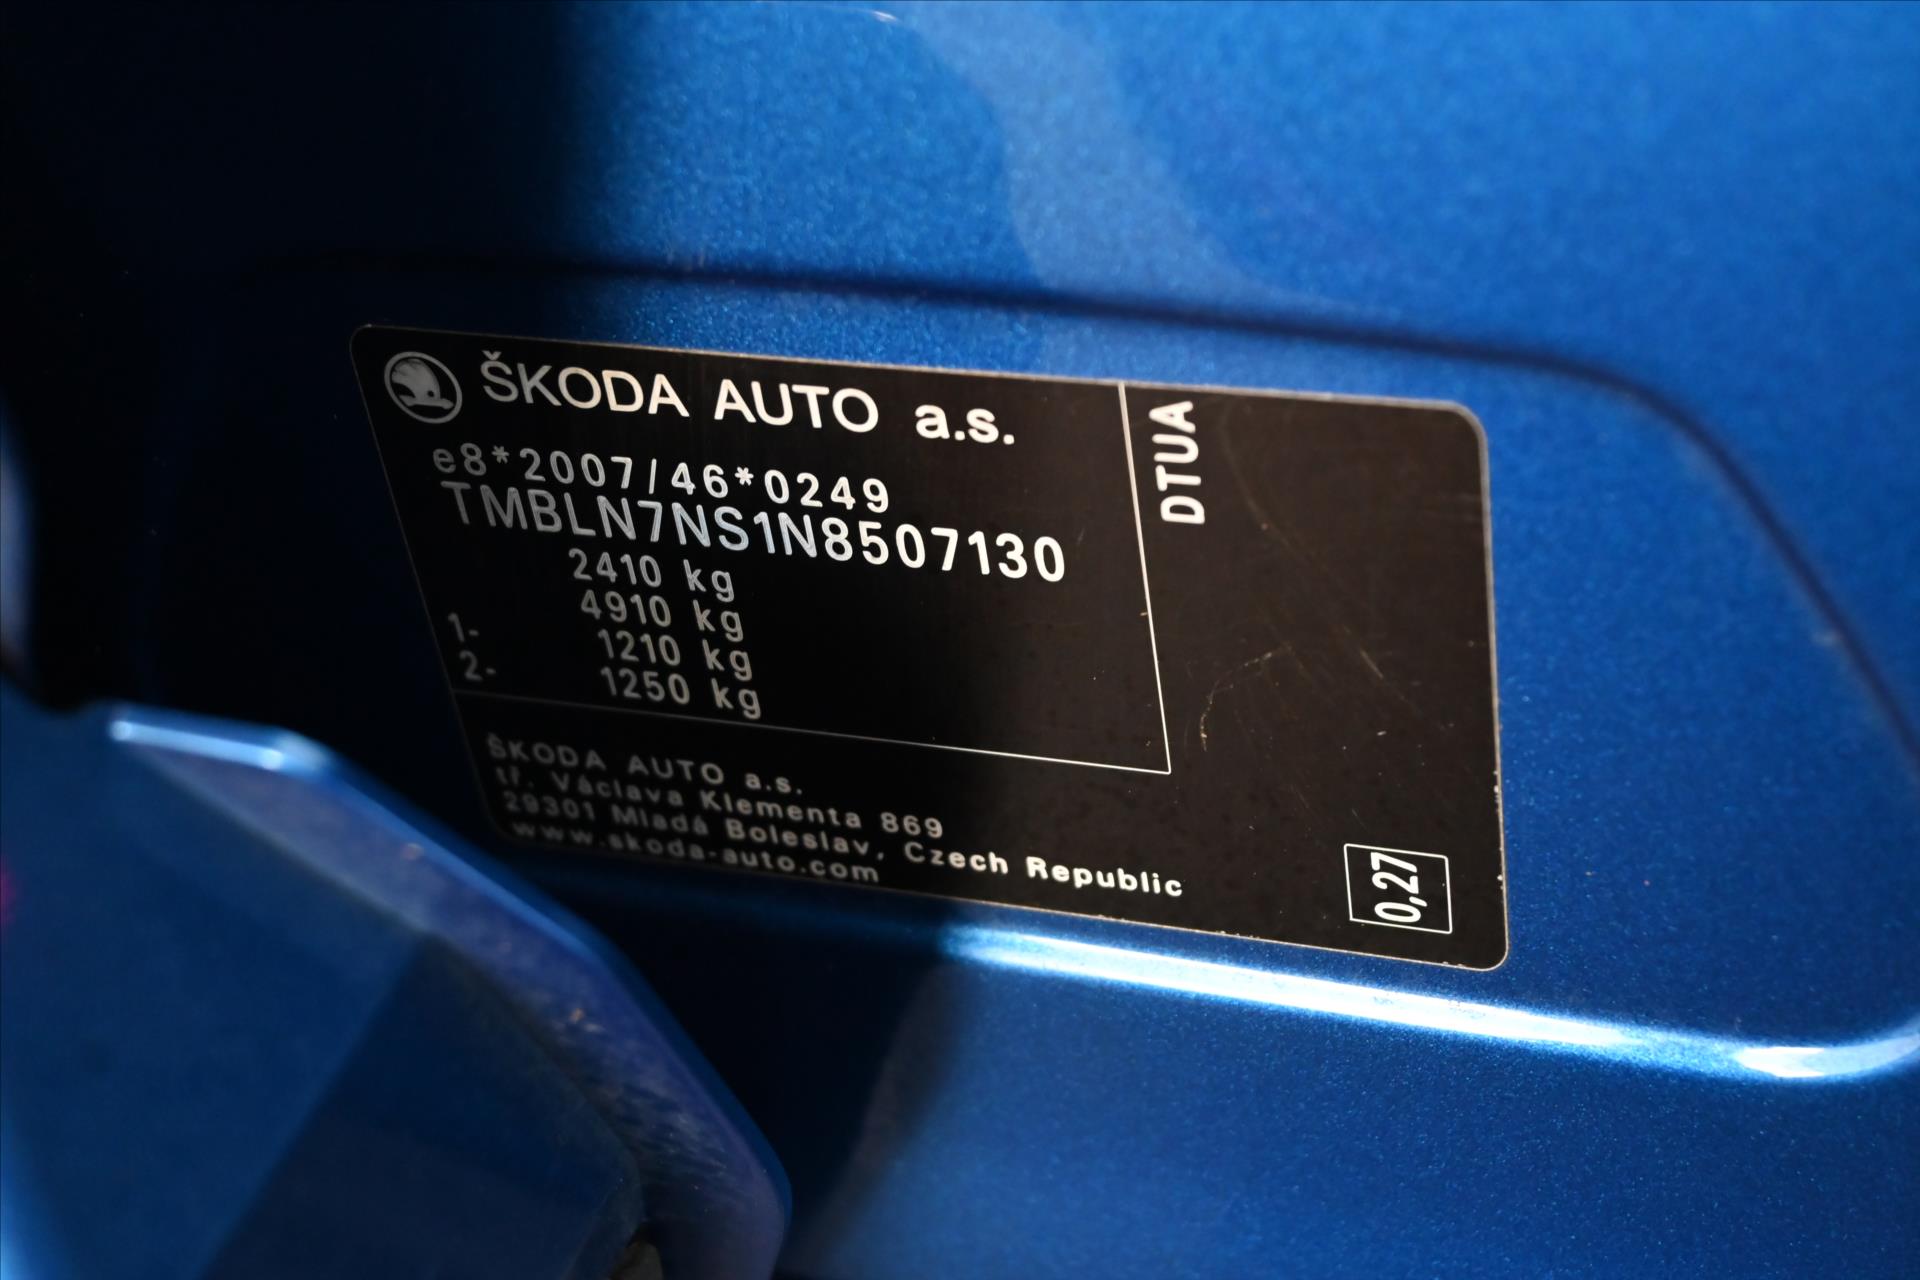 ŠKODA AUTO a.s.
e8*2007/46*0249
TMBLN7NS1N8507130
2410 kg
4910 kg
1- 1210 kg
2- 1250 kg
DTUA
ŠKODA AUTO a.s.
tř. Václava Klementa 869
29301 Mladá Boleslav, Czech Republic
www.skoda-auto.com
0,27